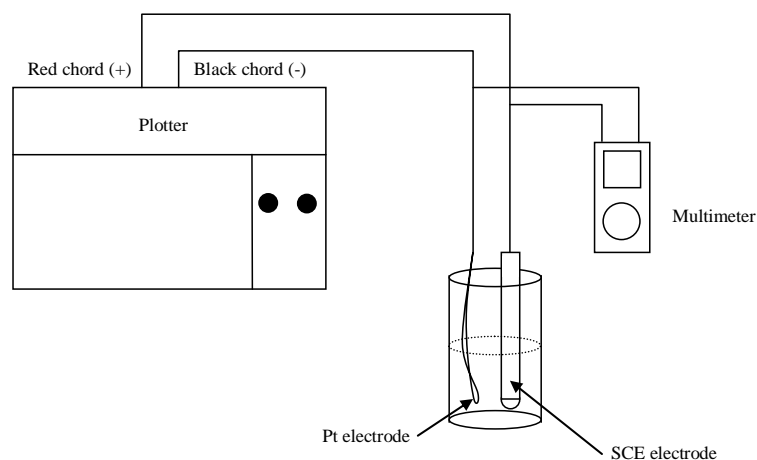 Red chord (+)
Black chord (-)
Plotter
Multimeter
Pt electrode
SCE electrode